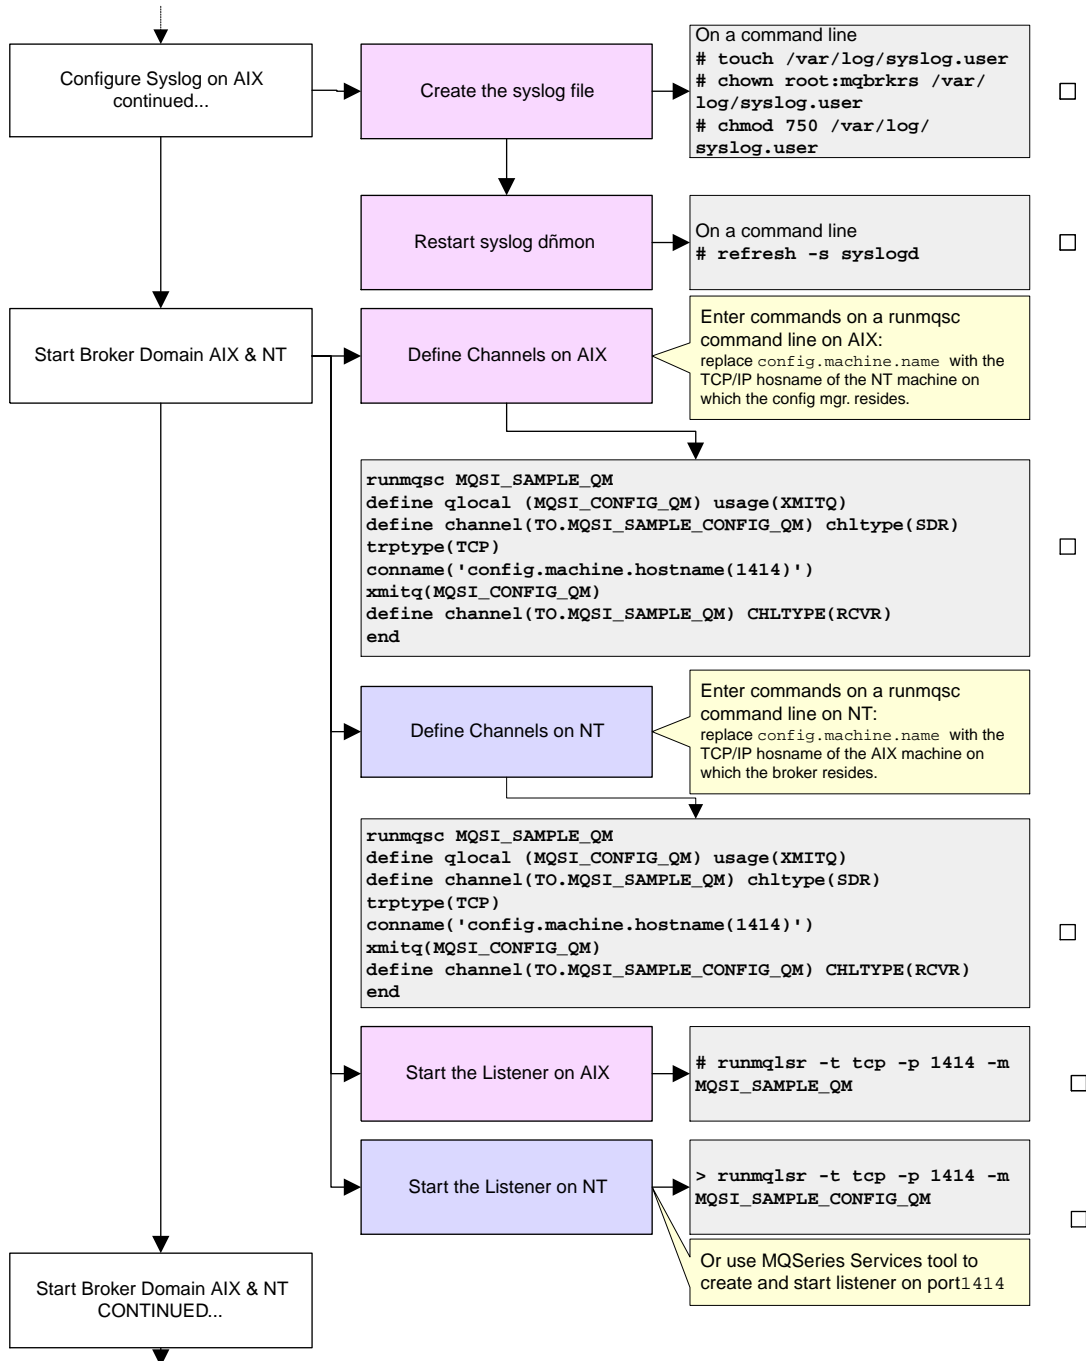 Configure Syslog on AIX
continued...
Create the syslog file
On a command line
# touch /var/log/syslog.user
# chown root:mqbrkrs /var/
log/syslog.user
# chmod 750 /var/log/
syslog.user
Restart syslog dñmon
On a command line
# refresh -s syslogd
Start Broker Domain AIX & NT
Define Channels on AIX
Enter commands on a runmqsc
command line on AIX:
replace config.machine.name with the
TCP/IP hosname of the NT machine on
which the config mgr. resides.
runmqsc MQSI_SAMPLE_QM
define qlocal (MQSI_CONFIG_QM) usage(XMITQ)
define channel(TO.MQSI_SAMPLE_CONFIG_QM) chltype(SDR)
trptype(TCP)
conname('config.machine.hostname(1414)')
xmitq(MQSI_CONFIG_QM)
define channel(TO.MQSI_SAMPLE_QM) CHLTYPE(RCVR)
end
Define Channels on NT
Enter commands on a runmqsc
command line on NT:
replace config.machine.name with the
TCP/IP hosname of the AIX machine on
which the broker resides.
runmqsc MQSI_SAMPLE_QM
define qlocal (MQSI_CONFIG_QM) usage(XMITQ)
define channel(TO.MQSI_SAMPLE_QM) chltype(SDR)
trptype(TCP)
conname('config.machine.hostname(1414)')
xmitq(MQSI_CONFIG_QM)
define channel(TO.MQSI_SAMPLE_CONFIG_QM) CHLTYPE(RCVR)
end
Start the Listener on AIX
# runmqlsr -t tcp -p 1414 -m
MQSI_SAMPLE_QM
Start the Listener on NT
> runmqlsr -t tcp -p 1414 -m
MQSI_SAMPLE_CONFIG_QM
Or use MQSeries Services tool to
create and start listener on port1414
Start Broker Domain AIX & NT
CONTINUED...